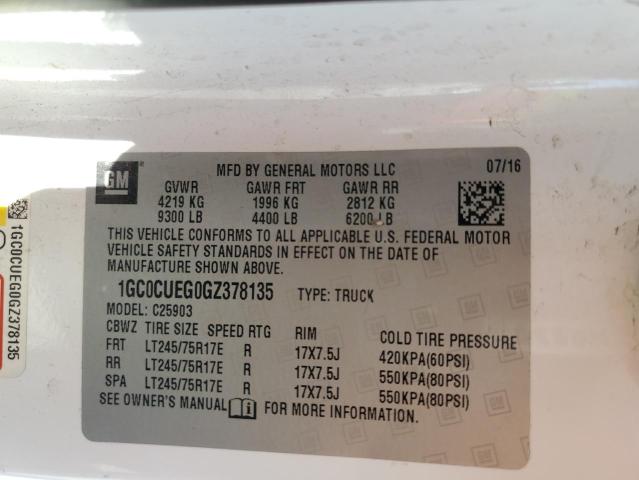 GM
MFD BY GENERAL MOTORS LLC 07/16
GVWR GAWR FRT GAWR RR
4219 KG 1996 KG 2812 KG
9300 LB 4400 LB 6200 LB
THIS VEHICLE CONFORMS TO ALL APPLICABLE U.S. FEDERAL MOTOR
VEHICLE SAFETY STANDARDS IN EFFECT ON THE DATE OF
MANUFACTURE SHOWN ABOVE.
1GC0CUEG0GZ378135 TYPE: TRUCK
MODEL: C25903
CBWZ TIRE SIZE SPEED RTG RIM COLD TIRE PRESSURE
FRT LT245/75R17E R 17X7.5J 420KPA(60PSI)
RR LT245/75R17E R 17X7.5J 550KPA(80PSI)
SPA LT245/75R17E R 17X7.5J 550KPA(80PSI)
SEE OWNER'S MANUAL FOR MORE INFORMATION.
1GC0CUEG0GZ378135